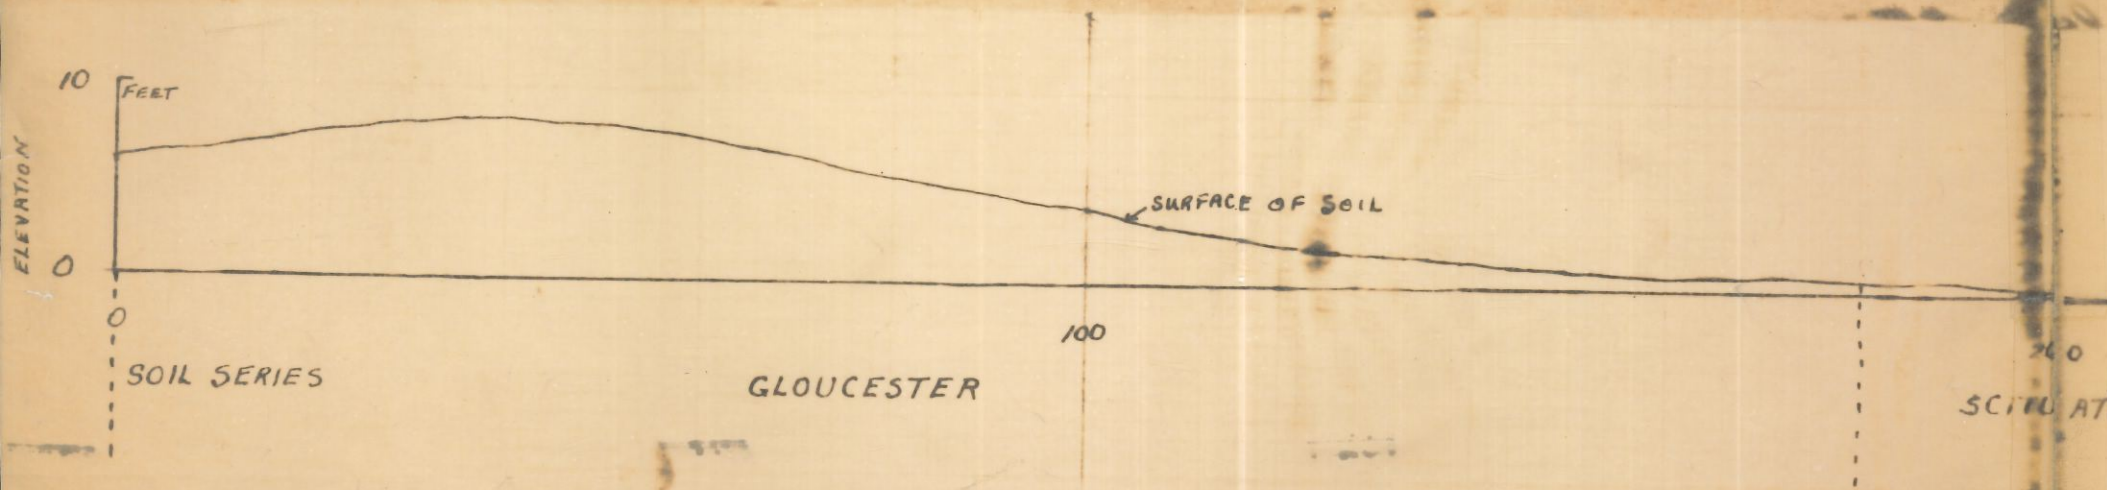 10
FEET
ELEVATION
SURFACE OF SOIL
0
0
100
SOIL SERIES
GLOUCESTER